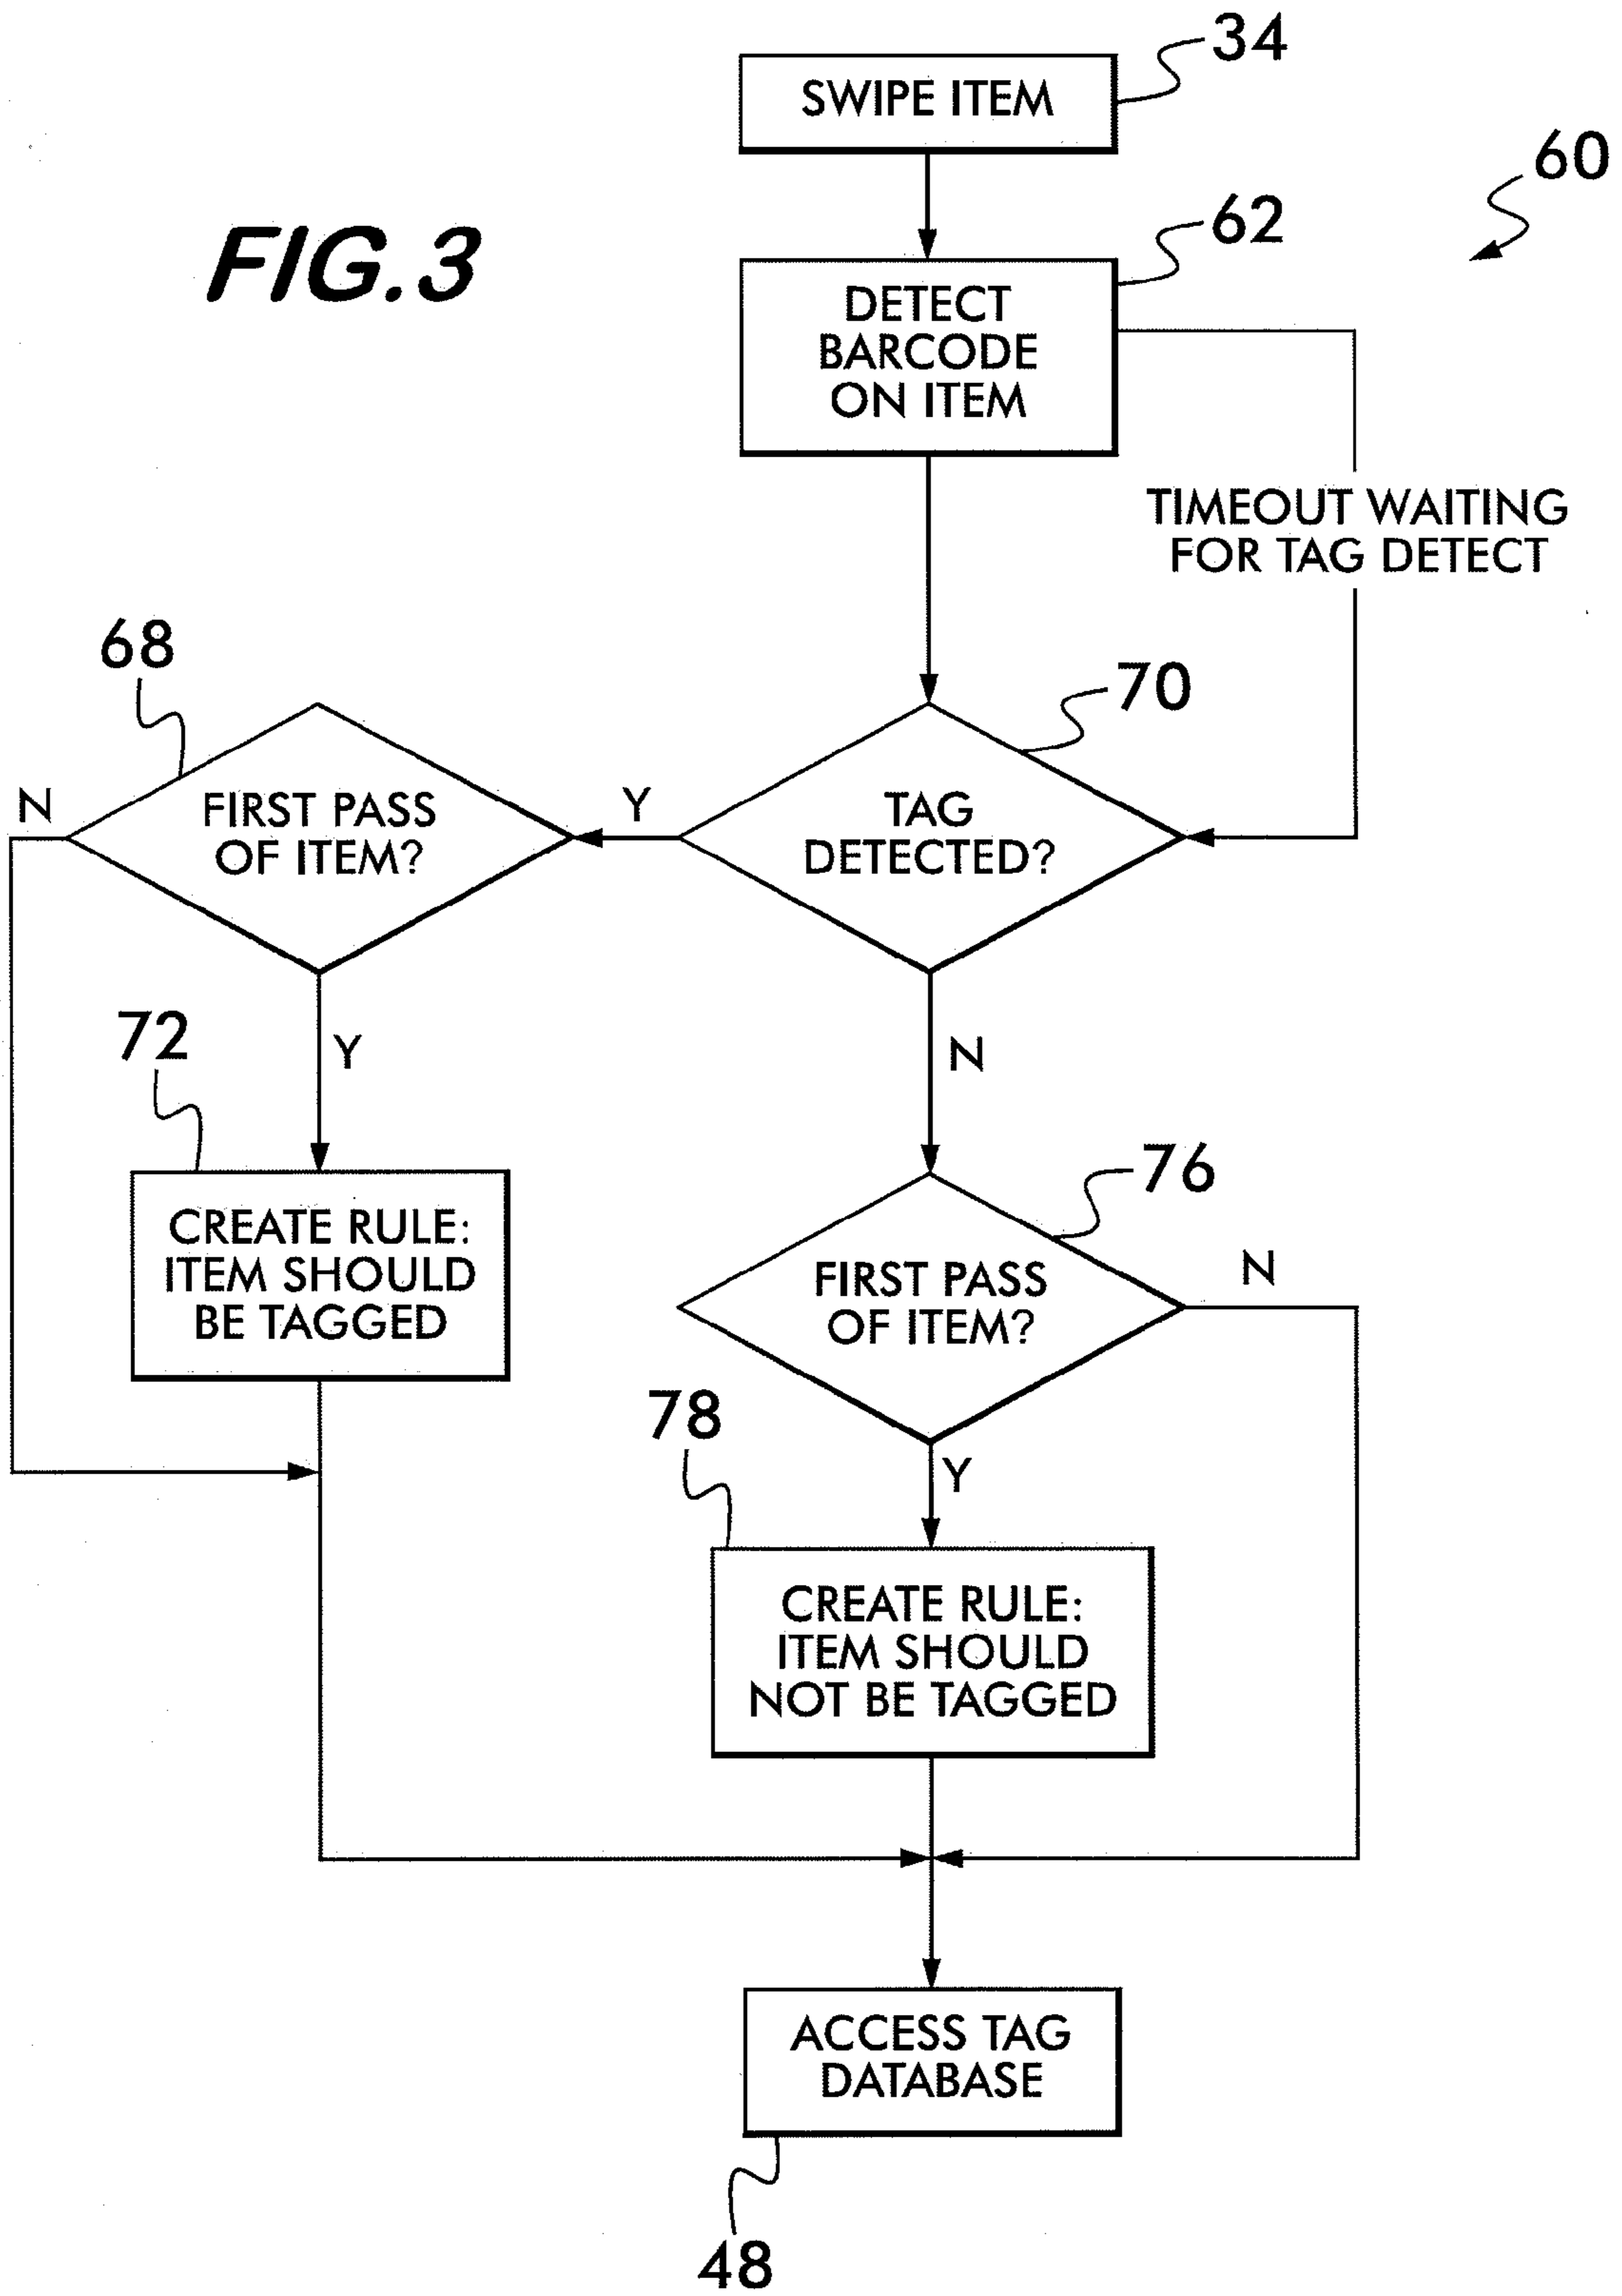 34
SWIPE ITEM
60
62
FIG.3
DETECT
BARCODE
ON ITEM
TIMEOUT WAITING
FOR TAG DETECT
68
70
N
FIRST PASS
OF ITEM?
Y
TAG
DETECTED?
72
Y
N
76
CREATE RULE:
ITEM SHOULD
BE TAGGED
FIRST PASS
OF ITEM?
N
78
Y
CREATE RULE:
ITEM SHOULD
NOT BE TAGGED
ACCESS TAG
DATABASE
48